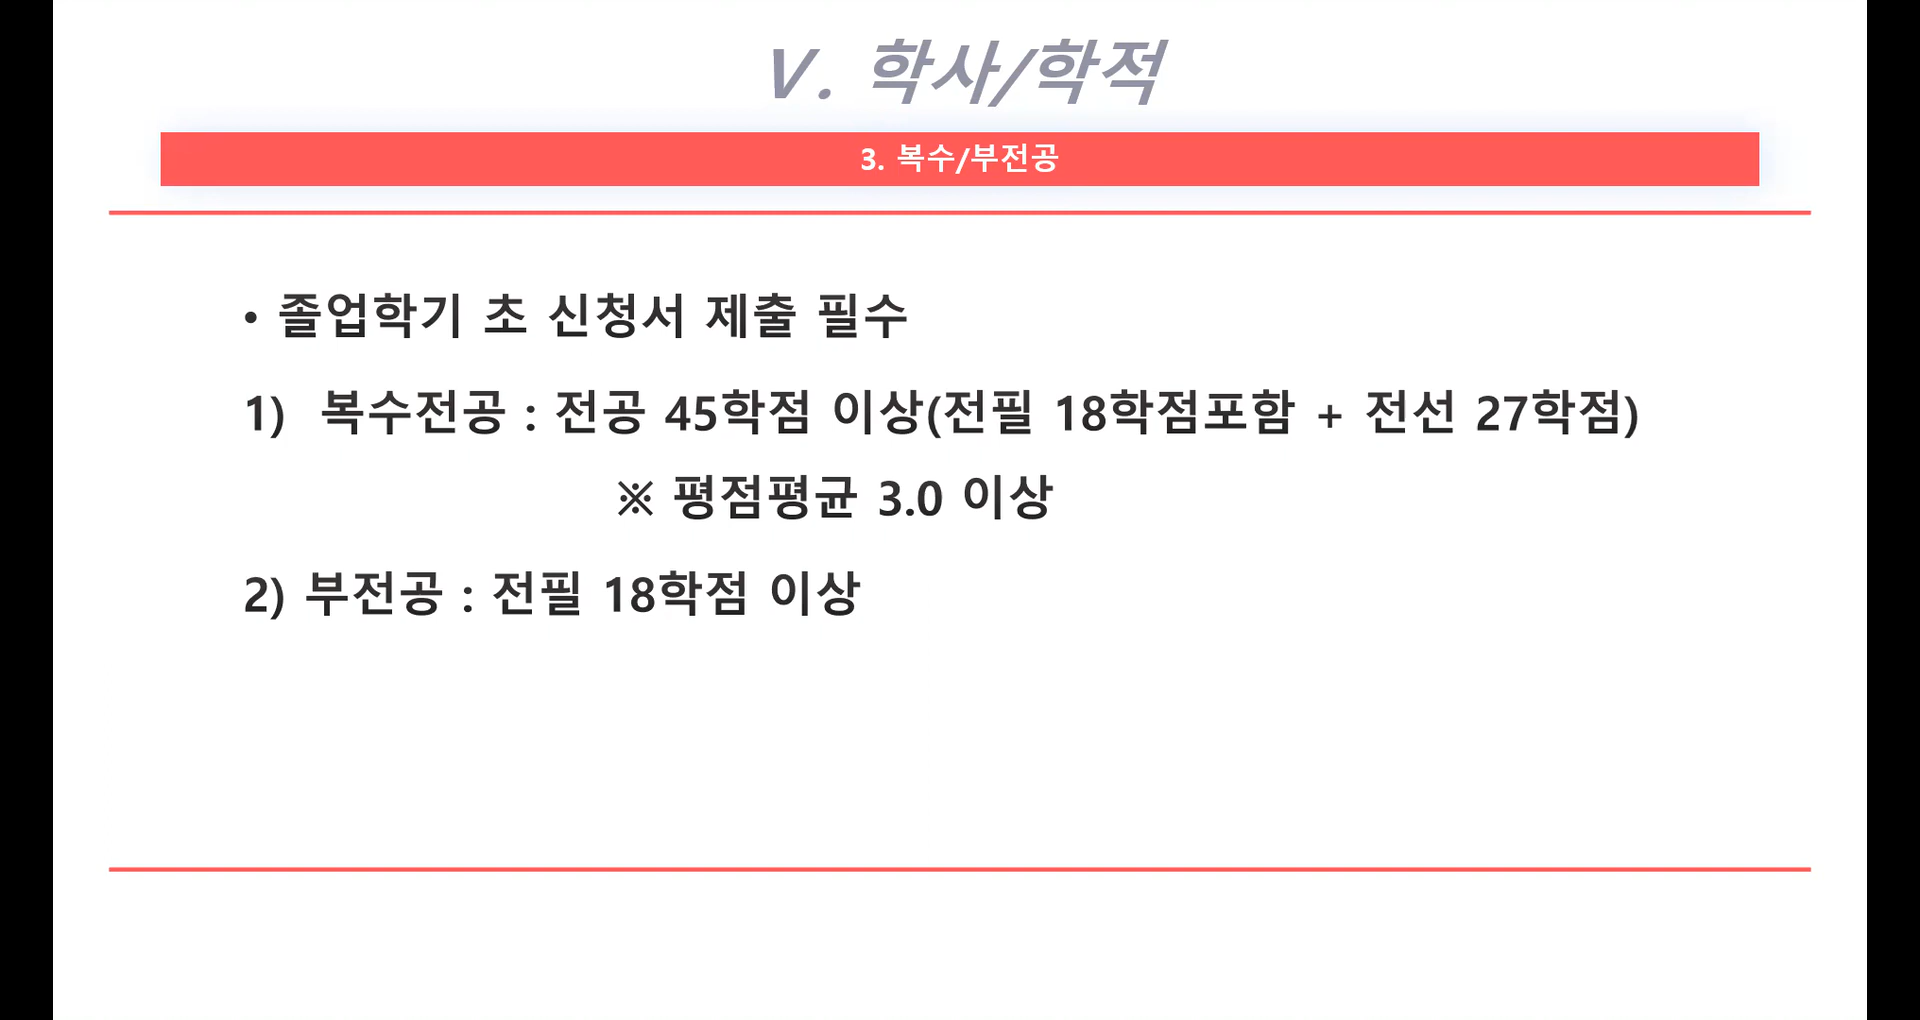 V. 학사/학적
3. 복수/부전공
• 졸업학기 초 신청서 제출 필수
1) 복수전공 : 전공 45학점 이상(전필 18학점포함 + 전선 27학점)
※ 평점평균 3.0 이상
2) 부전공 : 전필 18학점 이상